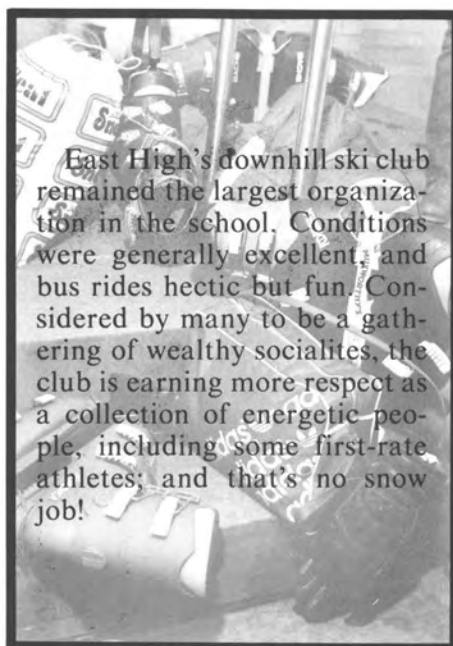 East High's downhill ski club
remained the largest organiza-
tion in the school. Conditions
were generally excellent, and
bus rides hectic but fun. Con-
sidered by many to be a gath-
ering of wealthy socialites, the
club is earning more respect as
a collection of energetic peo-
ple, including some first-rate
athletes; and that's no snow
job!